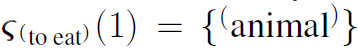 ς₍to eat₎(1) = {⁽animal⁾}